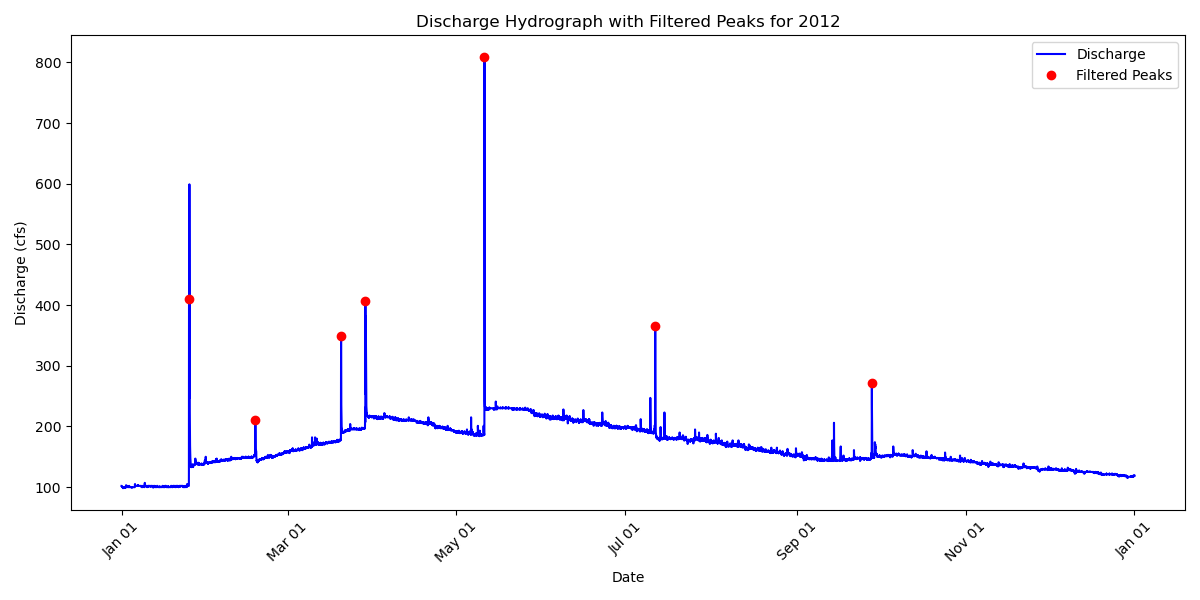 Discharge Hydrograph with Filtered Peaks for 2012
Discharge
Filtered Peaks
Discharge (cfs)
800
700
600
500
400
300
200
100
Jan 01
Mar 01
May 01
Jul 01
Sep 01
Nov 01
Jan 01
Date